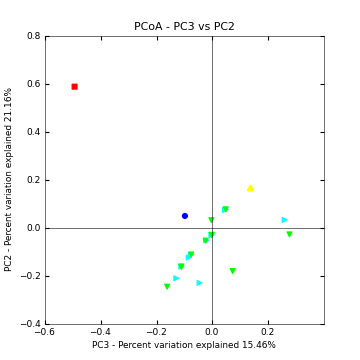 PCoA - PC3 vs PC2
0.8
0.6
0.4
0.2
0.0
−0.2
−0.4
PC2 - Percent variation explained 21.16%
−0.6 −0.4 −0.2 0.0 0.2
PC3 - Percent variation explained 15.46%